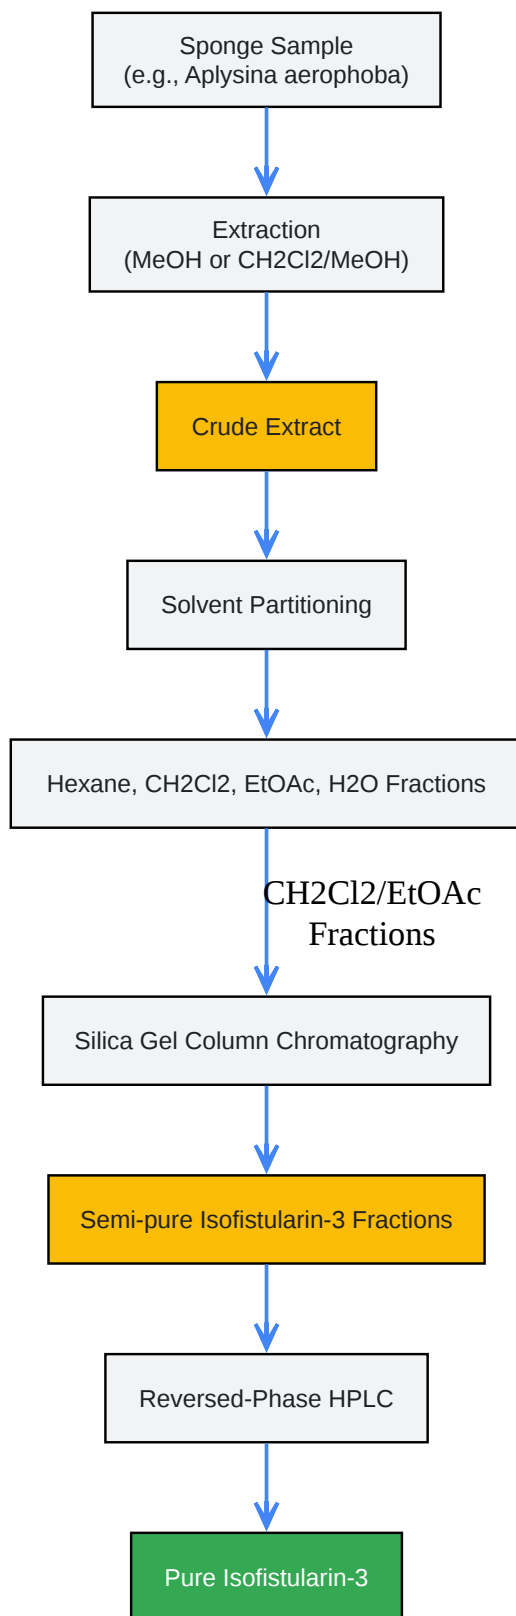 Sponge Sample
(e.g., Aplysina aerophoba)
Extraction
(MeOH or CH2Cl2/MeOH)
Crude Extract
Solvent Partitioning
Hexane, CH2Cl2, EtOAc, H2O Fractions
CH2Cl2/EtOAc
Fractions
Silica Gel Column Chromatography
Semi-pure Isofistularin-3 Fractions
Reversed-Phase HPLC
Pure Isofistularin-3